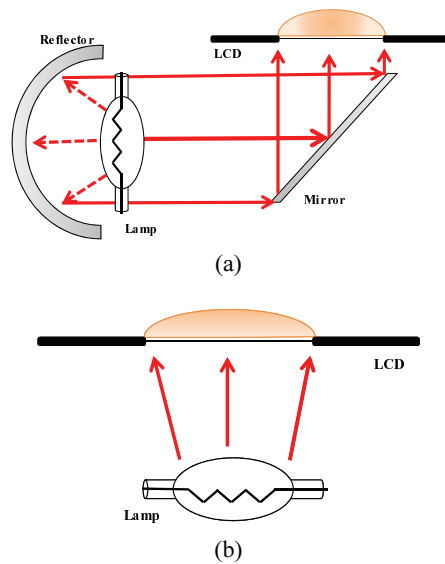 Reflector
LCD
Mirror
Lamp
(a)
LCD
Lamp
(b)